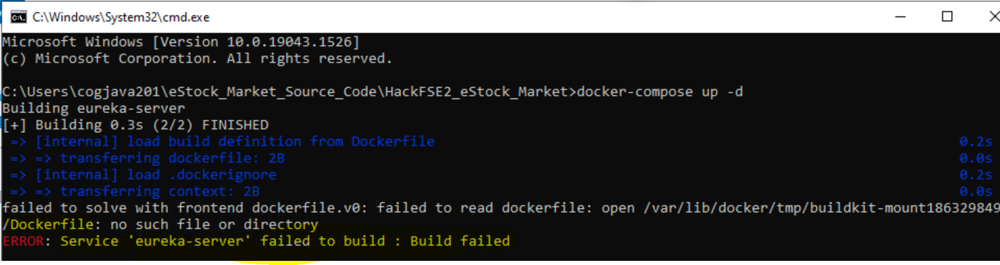 C:\Windows\System32\cmd.exe
Microsoft Windows [Version 10.0.19043.1526]
(c) Microsoft Corporation. All rights reserved.
C:\Users\cogjava201\eStock_Market_Source_Code\HackFSE2_eStock_Market>docker-compose up -d
Building eureka-server
[+] Building 0.3s (2/2) FINISHED
=> [internal] load build definition from Dockerfile 0.2s
=> => transferring dockerfile: 2B 0.0s
=> [internal] load .dockerignore 0.2s
=> => transferring context: 2B 0.0s
failed to solve with frontend dockerfile.v0: failed to read dockerfile: open /var/lib/docker/tmp/buildkit-mount186329849
/Dockerfile: no such file or directory
ERROR: Service 'eureka-server' failed to build : Build failed